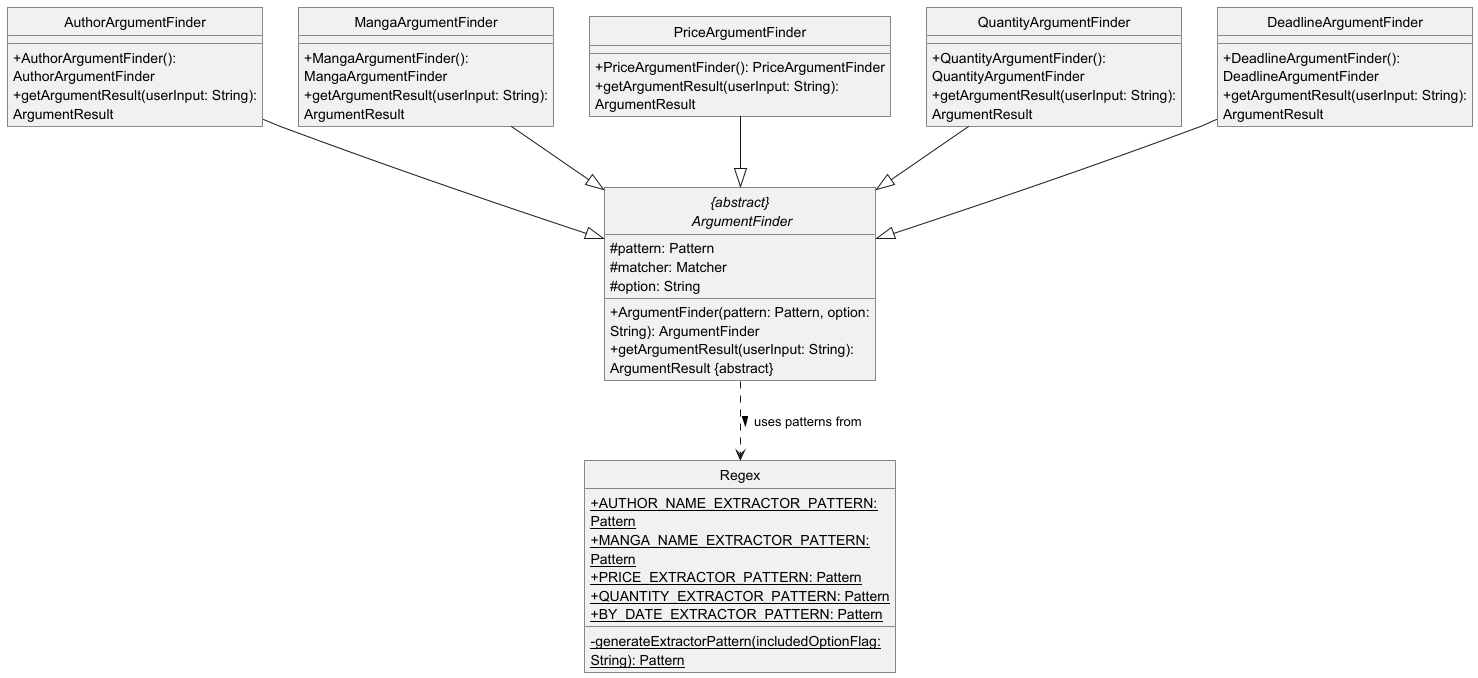 AuthorArgumentFinder
+AuthorArgumentFinder():
AuthorArgumentFinder
+getArgumentResult(userInput: String):
ArgumentResult
MangaArgumentFinder
+MangaArgumentFinder():
MangaArgumentFinder
+getArgumentResult(userInput: String):
ArgumentResult
PriceArgumentFinder
+PriceArgumentFinder(): PriceArgumentFinder
+getArgumentResult(userInput: String):
ArgumentResult
QuantityArgumentFinder
+QuantityArgumentFinder():
QuantityArgumentFinder
+getArgumentResult(userInput: String):
ArgumentResult
DeadlineArgumentFinder
+DeadlineArgumentFinder():
DeadlineArgumentFinder
+getArgumentResult(userInput: String):
ArgumentResult
{abstract}
ArgumentFinder
#pattern: Pattern
#matcher: Matcher
#option: String
+ArgumentFinder(pattern: Pattern, option:
String): ArgumentFinder
+getArgumentResult(userInput: String):
ArgumentResult {abstract}
uses patterns from
Regex
+AUTHOR_NAME_EXTRACTOR_PATTERN:
Pattern
+MANGA_NAME_EXTRACTOR_PATTERN:
Pattern
+PRICE_EXTRACTOR_PATTERN: Pattern
+QUANTITY_EXTRACTOR_PATTERN: Pattern
+BY_DATE_EXTRACTOR_PATTERN: Pattern
-generateExtractorPattern(includedOptionFlag:
String): Pattern